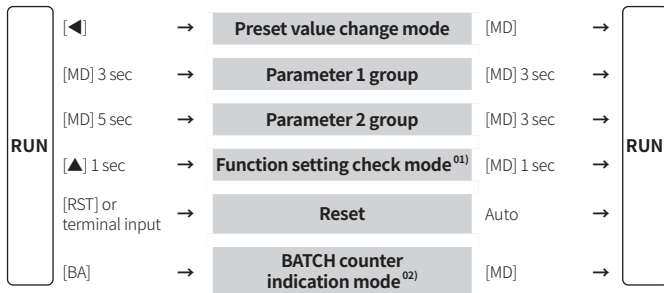 [◀] → Preset value change mode [MD] →
[MD] 3 sec → Parameter 1 group [MD] 3 sec →
[MD] 5 sec → Parameter 2 group [MD] 3 sec →
RUN
RUN
[▲] 1 sec → Function setting check mode 01) [MD] 1 sec →
[RST] or
terminal input → Reset Auto →
[BA] → BATCH counter
indication mode 02) [MD] →